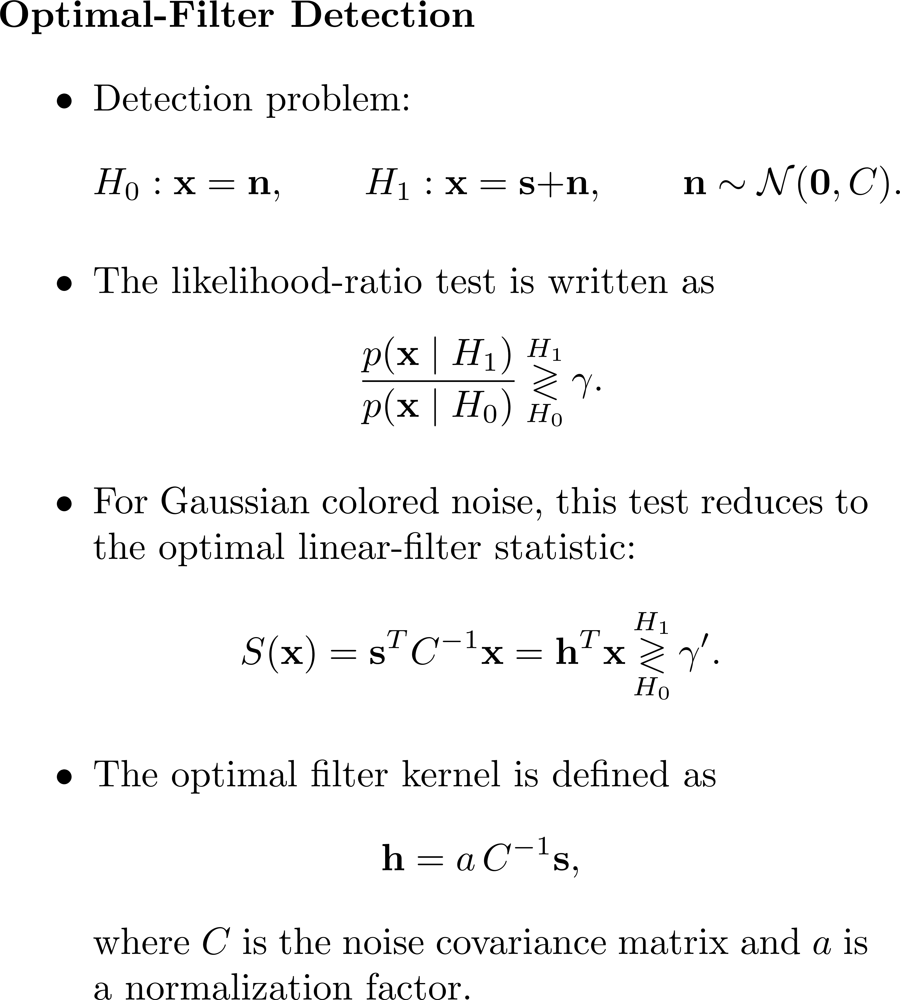 Optimal-Filter Detection
• Detection problem:
$H_0 : \mathbf{x} = \mathbf{n}, \qquad H_1 : \mathbf{x} = \mathbf{s}{+}\mathbf{n}, \qquad \mathbf{n} \sim \mathcal{N}(\mathbf{0}, C).$
• The likelihood-ratio test is written as
$\frac{p(\mathbf{x} \mid H_1)}{p(\mathbf{x} \mid H_0)} \underset{H_0}{\overset{H_1}{\gtrless}} \gamma.$
• For Gaussian colored noise, this test reduces to
the optimal linear-filter statistic:
$S(\mathbf{x}) = \mathbf{s}^T C^{-1} \mathbf{x} = \mathbf{h}^T \mathbf{x} \underset{H_0}{\overset{H_1}{\gtrless}} \gamma'.$
• The optimal filter kernel is defined as
$\mathbf{h} = a \, C^{-1} \mathbf{s},$
where $C$ is the noise covariance matrix and $a$ is
a normalization factor.